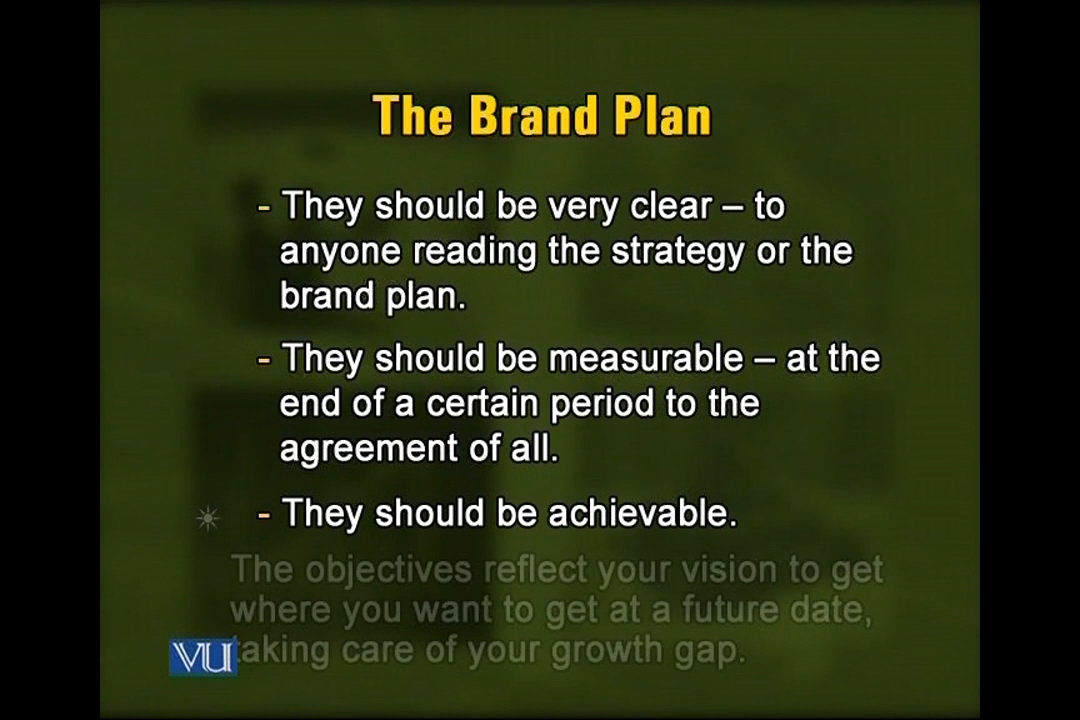 The Brand Plan
- They should be very clear – to
anyone reading the strategy or the
brand plan.
- They should be measurable – at the
end of a certain period to the
agreement of all.
- They should be achievable.
The objectives reflect your vision to get
where you want to get at a future date,
taking care of your growth gap.
VU